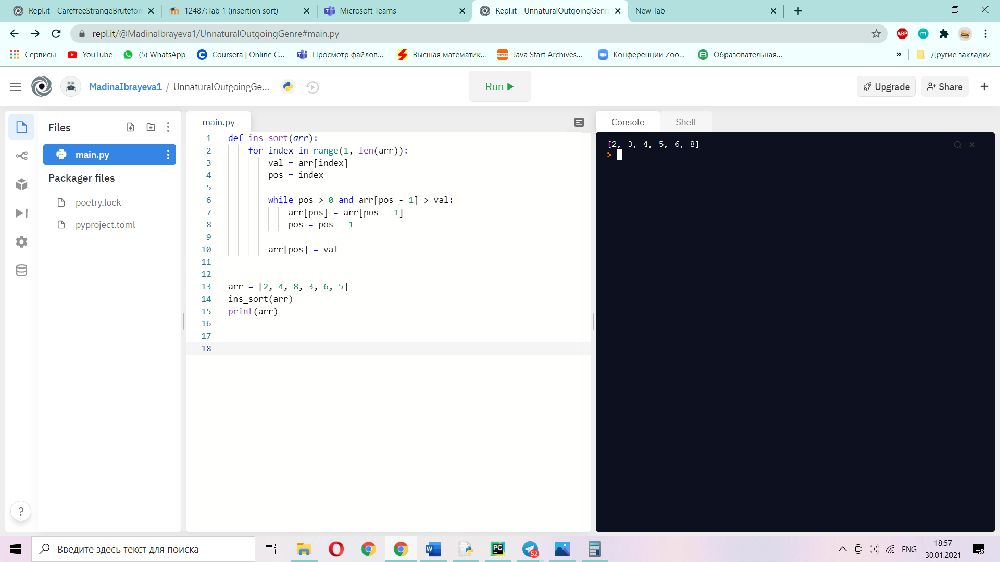 Repl.it - CarefreeStrangeBrutefor
12487: lab 1 (insertion sort)
Microsoft Teams
Repl.it - UnnaturalOutgoingGenre
New Tab
repl.it/@MadinaIbrayeva1/UnnaturalOutgoingGenre#main.py
ABP
m
Сервисы
YouTube
(5) WhatsApp
Coursera | Online C...
Просмотр файлов...
Высшая математик...
Java Start Archives...
Конференции Zoo...
Образовательная...
»
Другие закладки
MadinaIbrayeva1 / UnnaturalOutgoingGe...
Run
Upgrade
Share
Files
main.py
Packager files
poetry.lock
pyproject.toml
?
main.py
1 def ins_sort(arr):
2 for index in range(1, len(arr)):
3 val = arr[index]
4 pos = index
5
6 while pos > 0 and arr[pos - 1] > val:
7 arr[pos] = arr[pos - 1]
8 pos = pos - 1
9
10 arr[pos] = val
11
12
13 arr = [2, 4, 8, 3, 6, 5]
14 ins_sort(arr)
15 print(arr)
16
17
18
Console
Shell
[2, 3, 4, 5, 6, 8]
Введите здесь текст для поиска
W
PC
52
ENG
18:57
30.01.2021